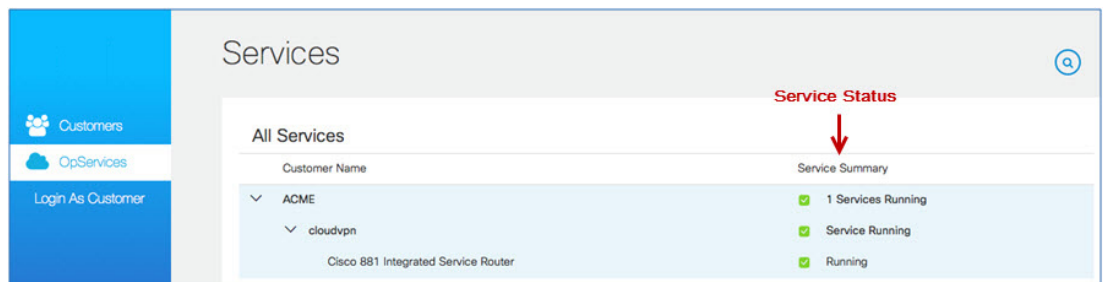 Services
Service Status
Customers
OpServices
Login As Customer
All Services
Customer Name Service Summary
ACME 1 Services Running
cloudvpn Service Running
Cisco 881 Integrated Service Router Running